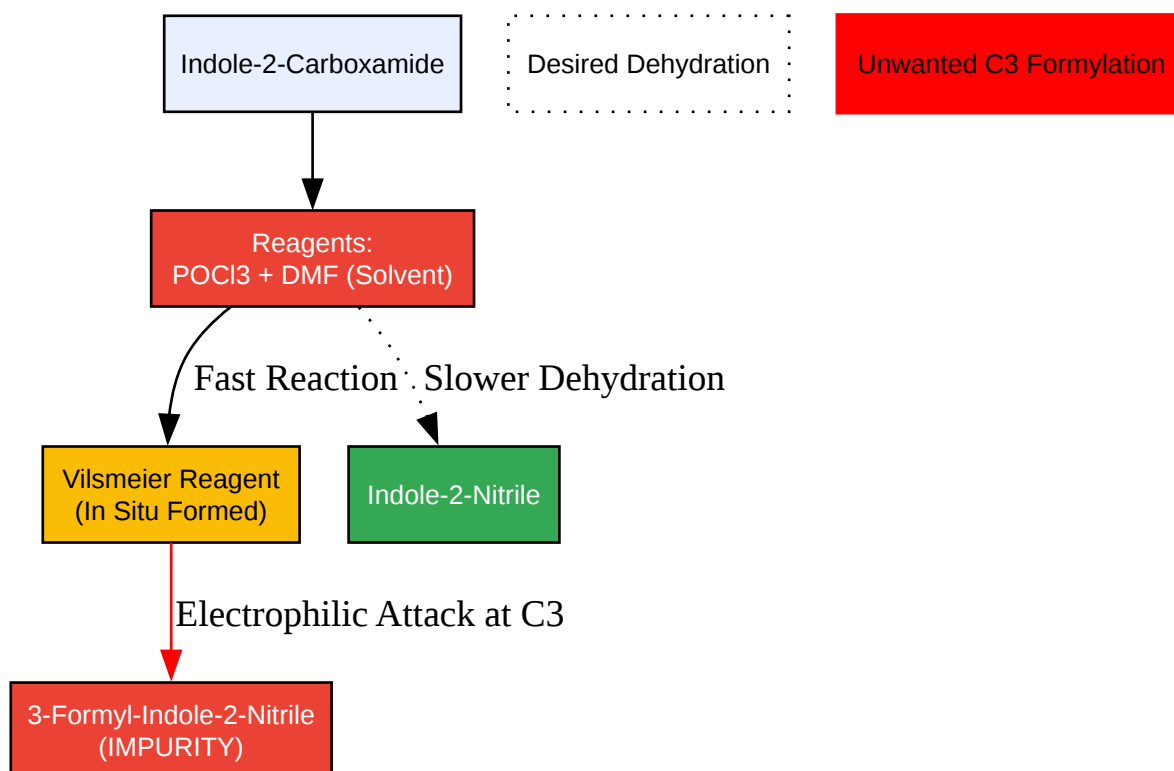 Indole-2-Carboxamide
Desired Dehydration
Unwanted C3 Formylation
Reagents:
POCl3 + DMF (Solvent)
Fast Reaction
Slower Dehydration
Vilsmeier Reagent
(In Situ Formed)
Indole-2-Nitrile
Electrophilic Attack at C3
3-Formyl-Indole-2-Nitrile
(IMPURITY)